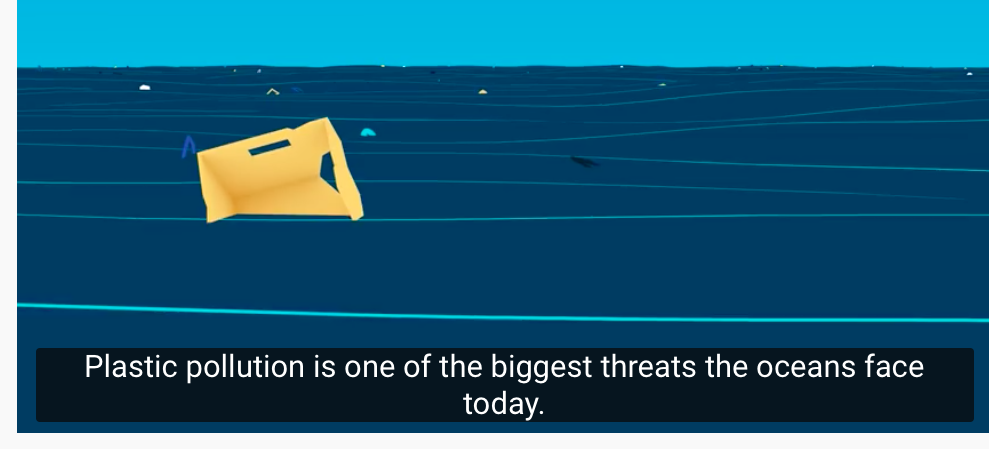 Plastic pollution is one of the biggest threats the oceans face
today.